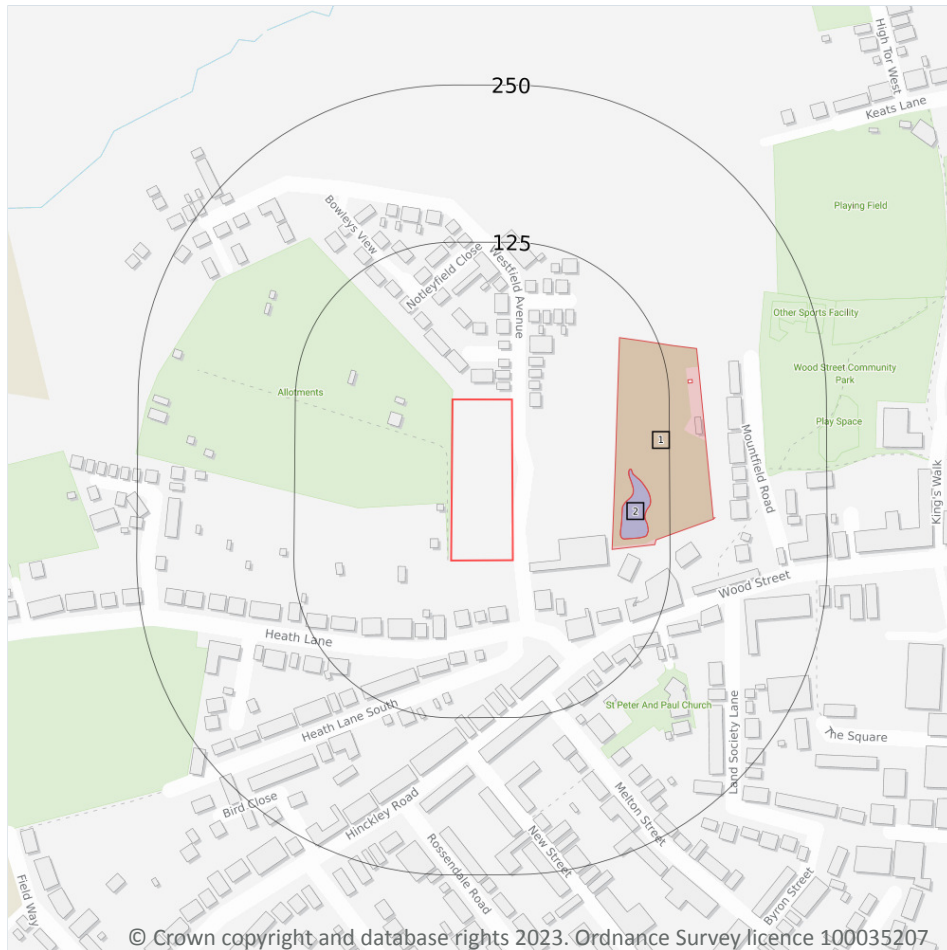 250
High Tor West
Keats Lane
Playing Field
Bowleys View
125
Westfield Avenue
Notleyfield Close
Other Sports Facility
Wood Street Community
Park
Allotments
Play Space
1
Mountfield Road
King's Walk
2
Wood Street
Heath Lane
Heath Lane South
St Peter And Paul Church
Land Society Lane
he Square
Bird Close
Hinckley Road
Melton Street
New Street
Rossendale Road
Byron Street
Field Way
© Crown copyright and database rights 2023. Ordnance Survey licence 100035207